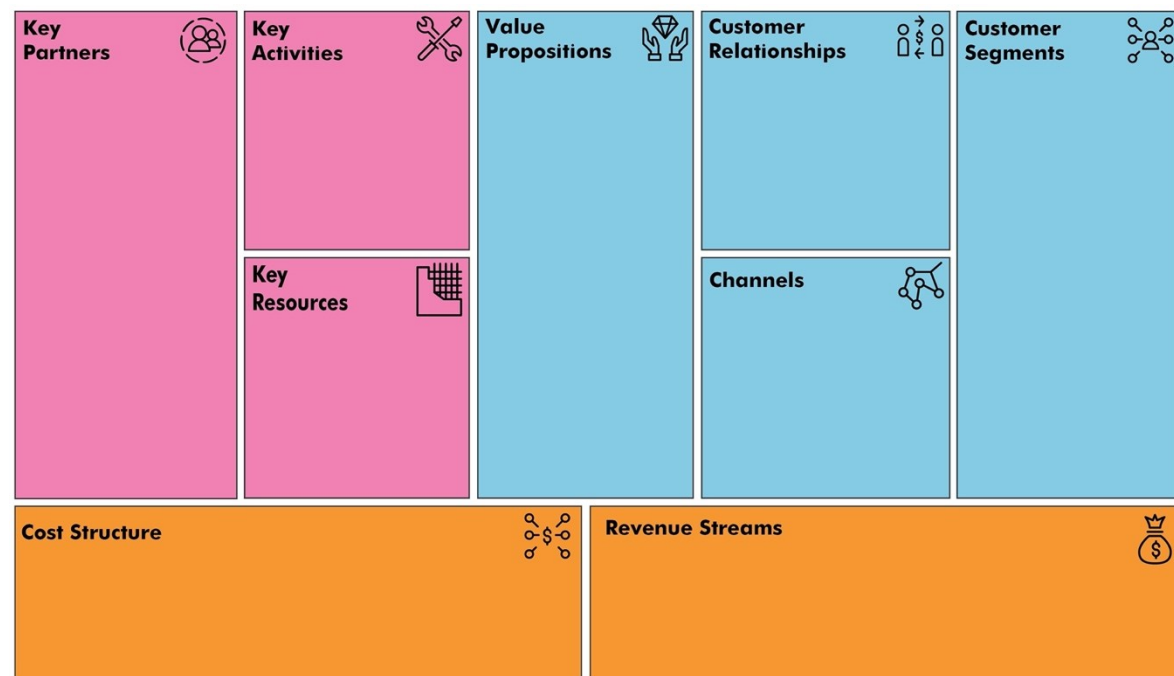 Key
Partners
Key
Activities
Key
Resources
Value
Propositions
Customer
Relationships
Channels
Customer
Segments
Cost Structure
Revenue Streams